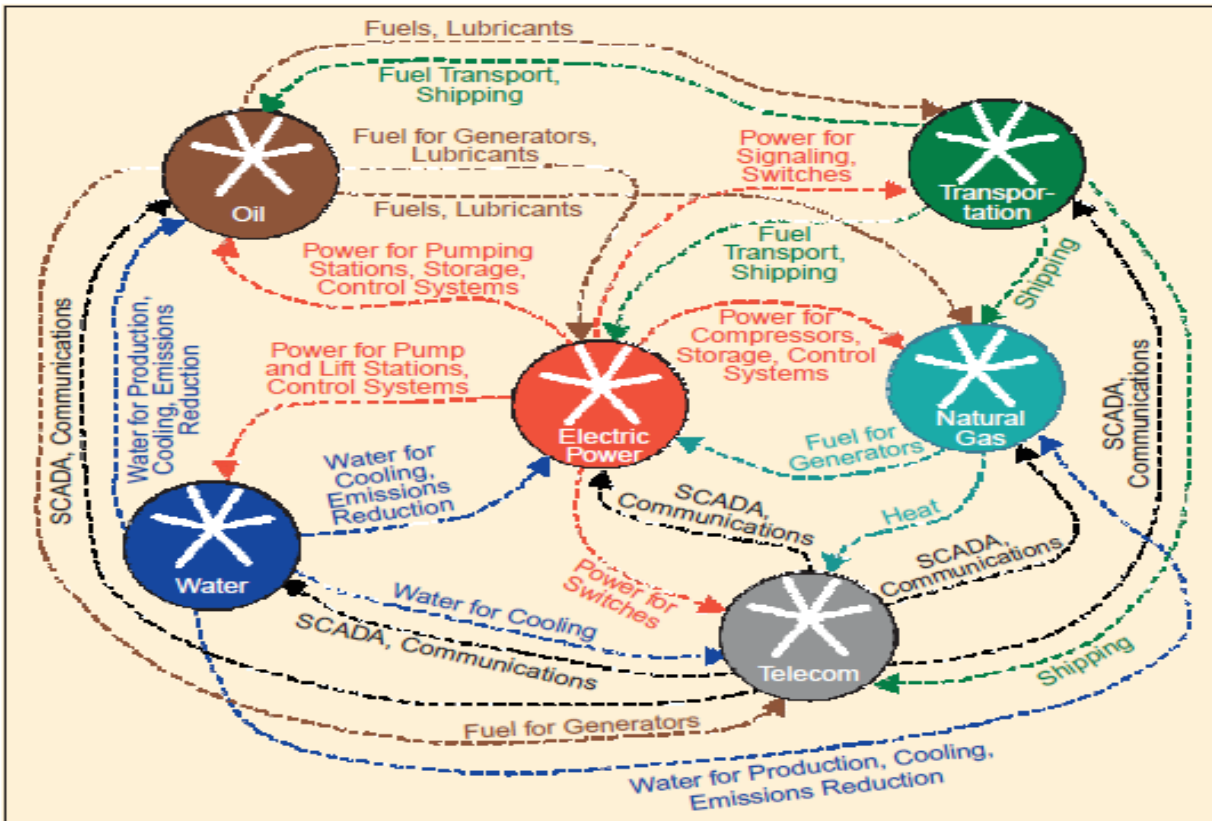 Fuels, Lubricants
Fuel Transport,
Shipping
Fuel for Generators,
Lubricants
Power for
Signaling,
Switches
Oil
Fuels, Lubricants
Transpor-
tation
Fuel
Transport,
Shipping
Shipping
Power for Pumping
Stations, Storage,
Control Systems
Power for
Compressors,
Storage, Control
Systems
SCADA, Communications
Water for Production,
Cooling, Emissions
Reduction
Power for Pump
and Lift Stations,
Control Systems
SCADA,
Communications
Electric
Power
Natural
Gas
Fuel for
Generators
Water for
Cooling,
Emissions
Reduction
SCADA,
Communications
Heat
SCADA,
Communications
Water
Water for Cooling
Power for
Switches
SCADA, Communications
Telecom
Shipping
Fuel for Generators
Water for Production, Cooling,
Emissions Reduction